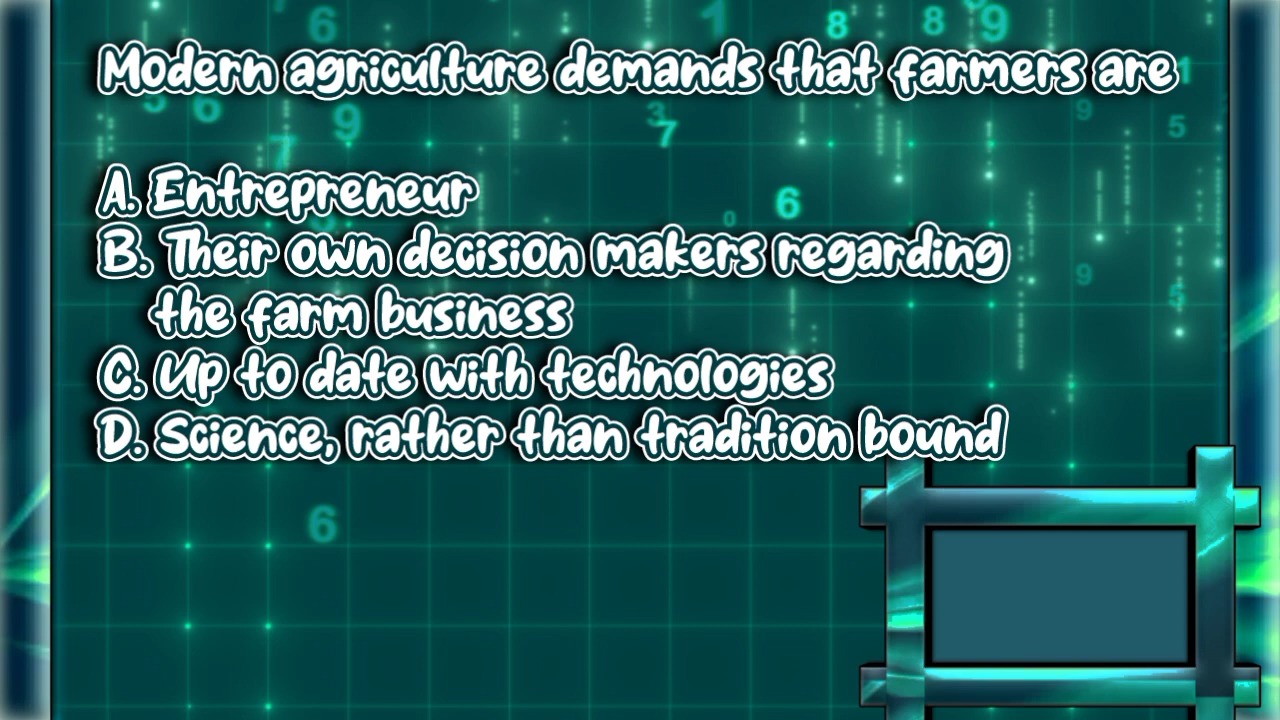 Modern agriculture demands that farmers are
A. Entrepreneur
B. Their own decision makers regarding
the farm business
C. Up to date with technologies
D. Science, rather than tradition bound